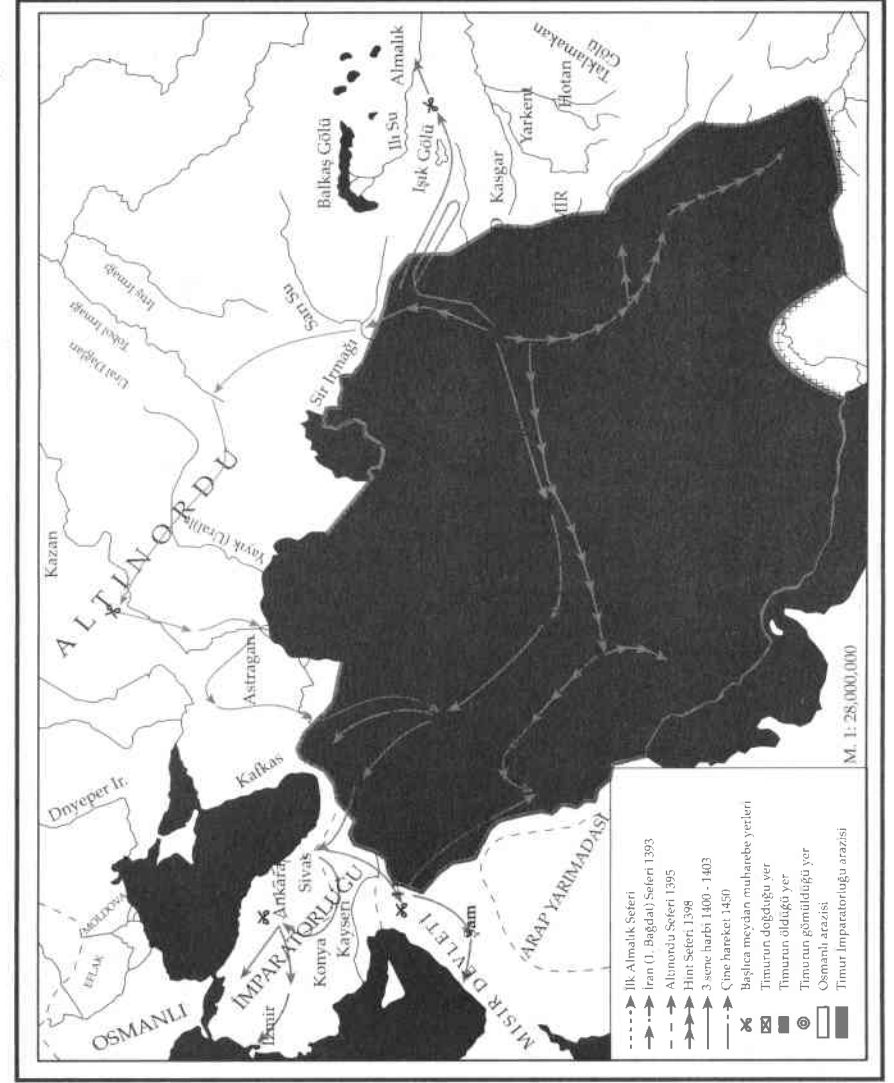 Kazan
ALTINORDU
Ural Dağları
Tobol Irmağı
İrtiş Irmağı
Balkaş Gölü
Almalık
Ilı Su
Işık Gölü
Sarı Su
Sir Irmağı
Kasgar
Yarkent
Hotan
Taklamakan
Gölü
MİR
Yayık (Ural)
Astragan
Dnyeper Ir.
Kafkas
MOLDOVA
EFLAK
OSMANLI
İMPARATORLUĞU
Ankara
Sivas
Kayseri
Konya
İzmir
MISIR DEVLETİ
Şam
ARAP YARIMADASI
M. 1: 28,000,000
İlk Almalık Seferi
İran (1. Bağdat) Seferi 1393
Altınordu Seferi 1395
Hint Seferi 1398
3 sene harbi 1400 - 1403
Çine hareket 1450
Başlıca meydan muharebe yerleri
Timurun doğduğu yer
Timurun öldüğü yer
Timurun gömüldüğü yer
Osmanlı arazisi
Timur İmparatorluğu arazisi